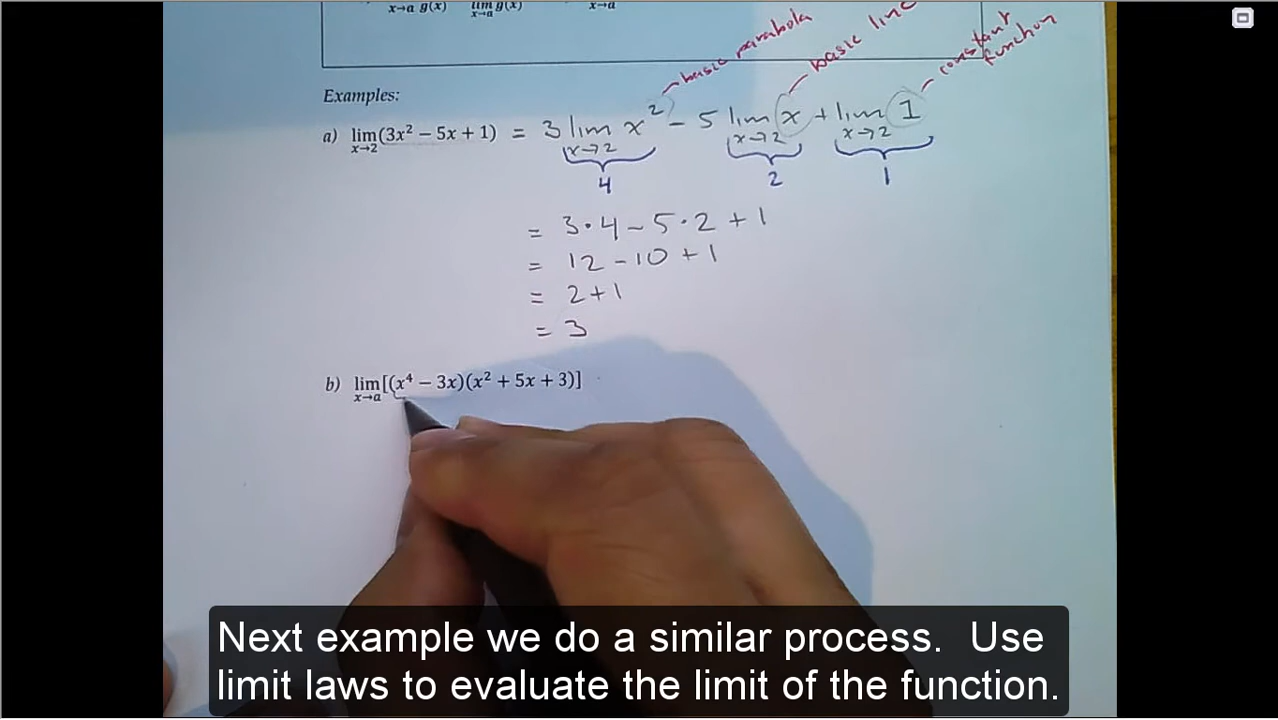 x→a g(x) lim g(x) x→a
x→a
basic parabola basic line constant function
Examples:
a) lim(3x² − 5x + 1) = 3 lim x² − 5 lim x + lim 1
x→2 x→2 x→2 x→2
4 2 1
= 3·4 − 5·2 + 1
= 12 − 10 + 1
= 2 + 1
= 3
b) lim[(x⁴ − 3x)(x² + 5x + 3)]
x→a
Next example we do a similar process. Use
limit laws to evaluate the limit of the function.